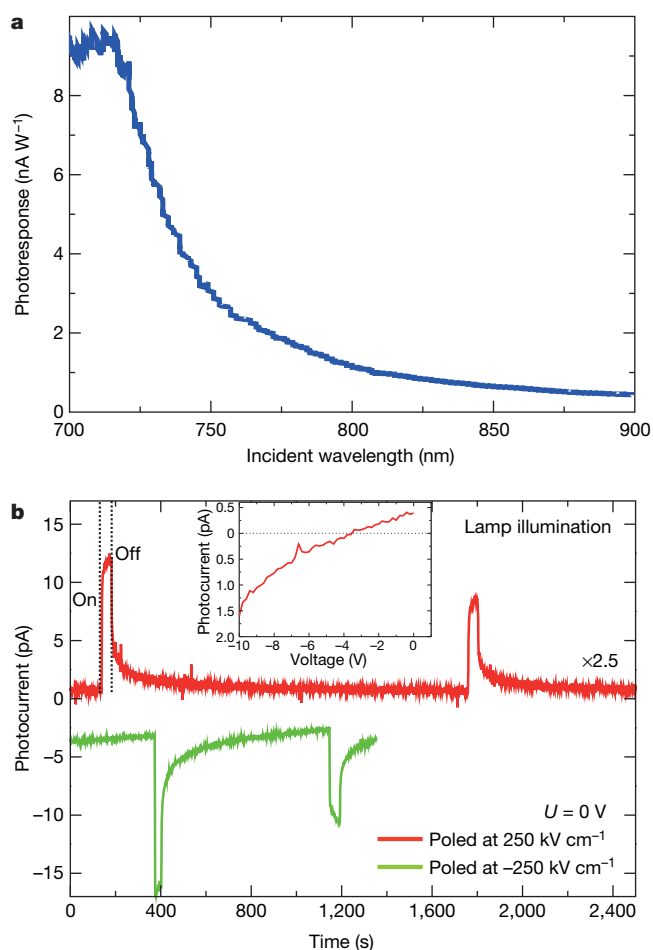 a
8
6
4
2
0
Photoresponse (nA W⁻¹)
700
750
800
850
900
Incident wavelength (nm)
b
15
10
5
0
−5
−10
−15
Photocurrent (pA)
On
Off
0.5
0
0.5
1.0
1.5
2.0
Photocurrent (pA)
−10
−8
−6
−4
−2
0
Voltage (V)
Lamp illumination
×2.5
U = 0 V
Poled at 250 kV cm⁻¹
Poled at −250 kV cm⁻¹
0
400
800
1,200
1,600
2,000
2,400
Time (s)